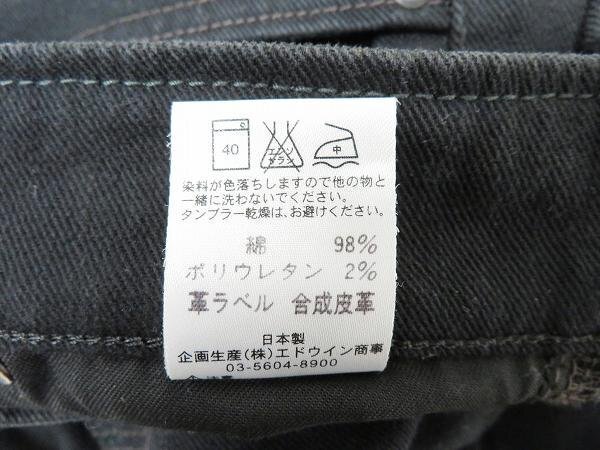 40 エンソ サラシ 中
染料が色落ちしますので他の物と
一緒に洗わないでください。
タンブラー乾燥は、お避けください。
綿 98%
ポリウレタン 2%
革ラベル 合成皮革
日本製
企画生産(株)エドウイン商事
03-5604-8900